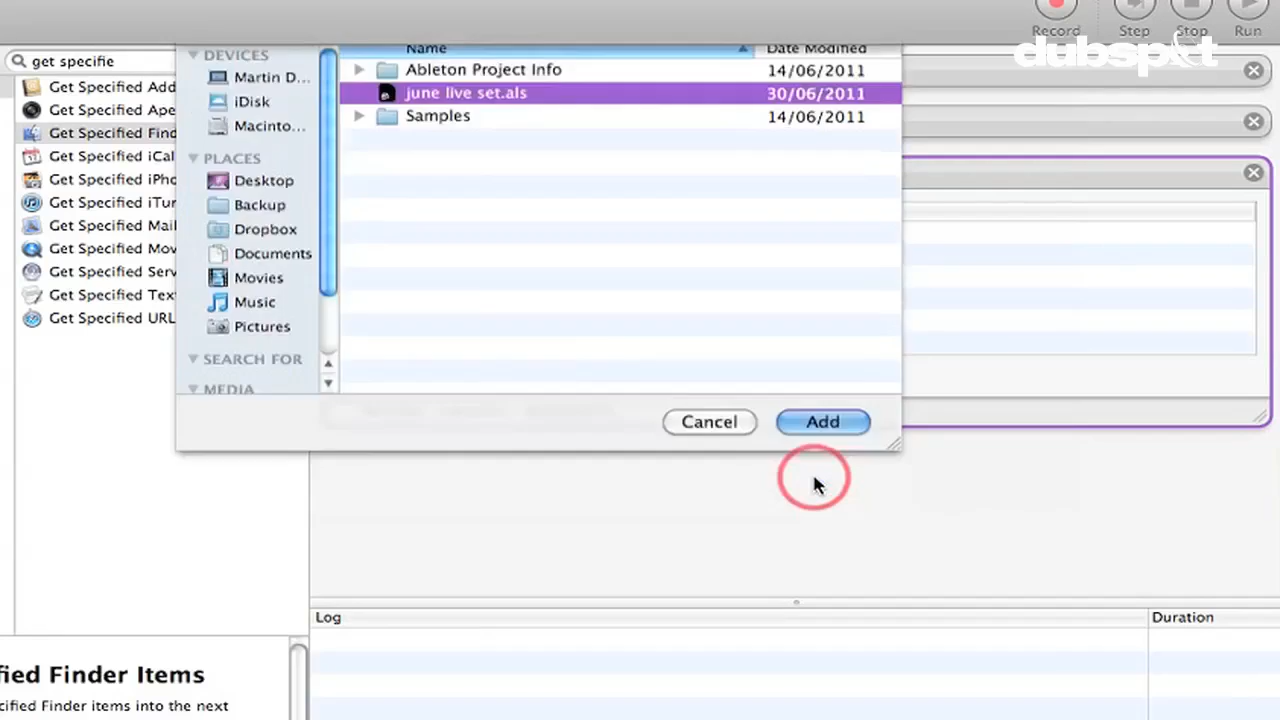 Record Step Stop Run
dubspot
get specifie
Get Specified Add
Get Specified Ape
Get Specified Find
Get Specified iCal
Get Specified iPho
Get Specified iTur
Get Specified Mail
Get Specified Mov
Get Specified Serv
Get Specified Text
Get Specified URL
DEVICES
Martin D...
iDisk
Macinto...
PLACES
Desktop
Backup
Dropbox
Documents
Movies
Music
Pictures
SEARCH FOR
MEDIA
Name Date Modified
Ableton Project Info 14/06/2011
june live set.als 30/06/2011
Samples 14/06/2011
Cancel Add
Log Duration
ified Finder Items
cified Finder items into the next